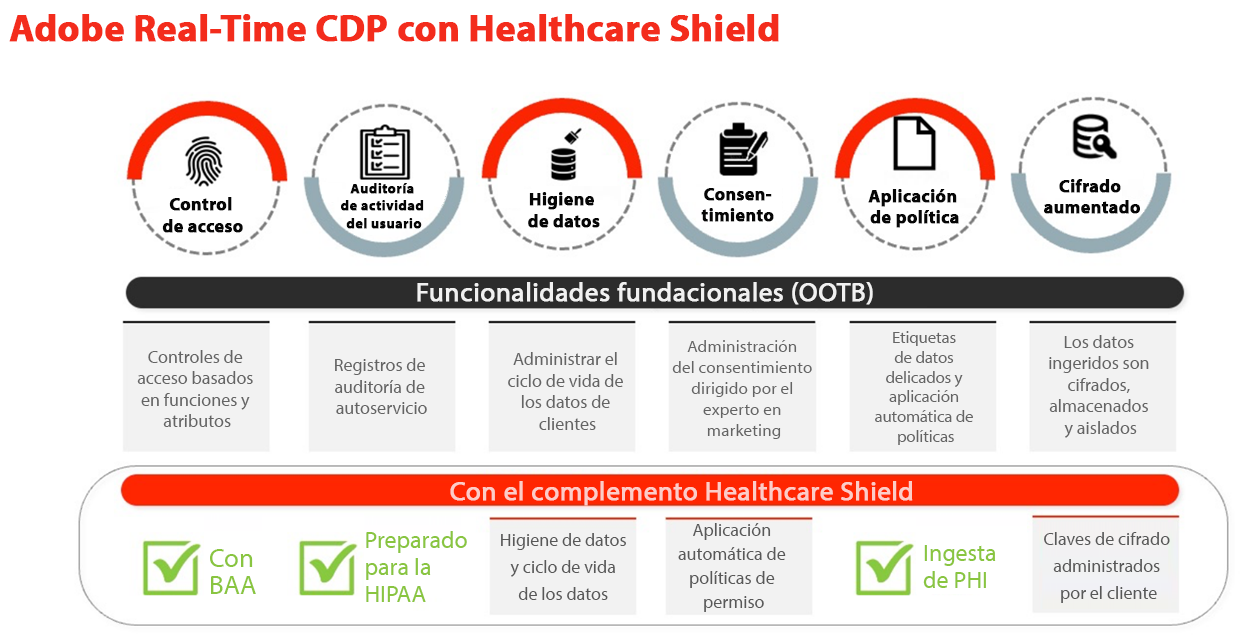 Adobe Real-Time CDP con Healthcare Shield
Control
de acceso
Auditoría
de actividad
del usuario
Higiene
de datos
Consen-
timiento
Aplicación
de política
Cifrado
aumentado
Funcionalidades fundacionales (OOTB)
Controles de
acceso basados
en funciones y
atributos
Registros de
auditoría de
autoservicio
Administrar el
ciclo de vida de
los datos de
clientes
Administración
del consentimiento
dirigido por el
experto en
marketing
Etiquetas
de datos
delicados y
aplicación
automática de
políticas
Los datos
ingeridos son
cifrados,
almacenados
y aislados
Con el complemento Healthcare Shield
Con
BAA
Preparado
para la
HIPAA
Higiene de datos
y ciclo de vida
de los datos
Aplicación
automática de
políticas de
permiso
Ingesta
de PHI
Claves de cifrado
administrados
por el cliente